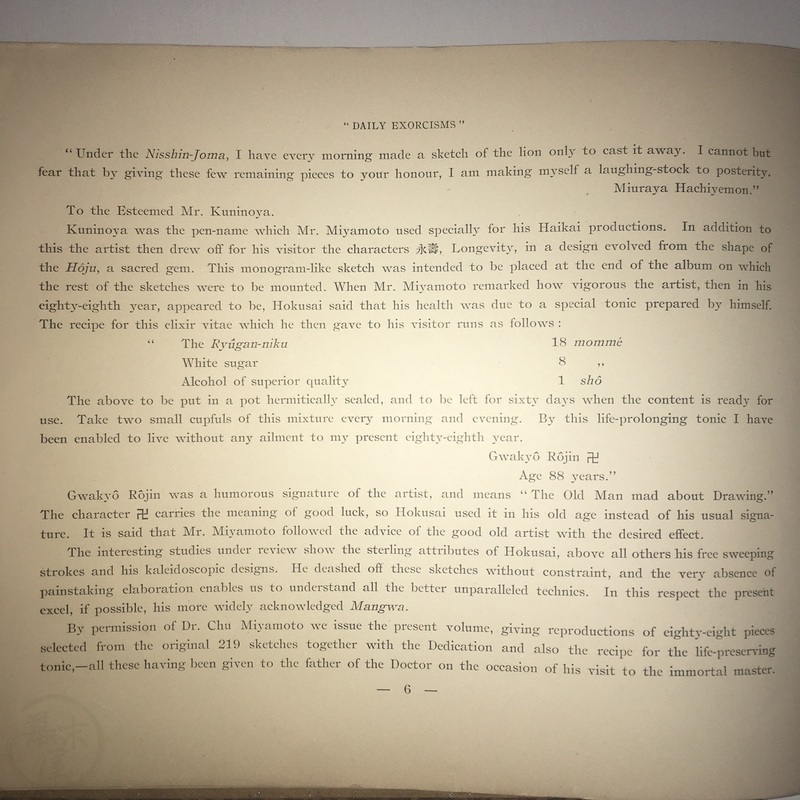 “ DAILY EXORCISMS ”
“ Under the Nisshin-Joma, I have every morning made a sketch of the lion only to cast it away. I cannot but
fear that by giving these few remaining pieces to your honour, I am making myself a laughing-stock to posterity.
Miuraya Hachiyemon.”
To the Esteemed Mr. Kuninoya.
Kuninoya was the pen-name which Mr. Miyamoto used specially for his Haikai productions. In addition to
this the artist then drew off for his visitor the characters 永壽, Longevity, in a design evolved from the shape of
the Hôju, a sacred gem. This monogram-like sketch was intended to be placed at the end of the album on which
the rest of the sketches were to be mounted. When Mr. Miyamoto remarked how vigorous the artist, then in his
eighty-eighth year, appeared to be, Hokusai said that his health was due to a special tonic prepared by himself.
The recipe for this elixir vitae which he then gave to his visitor runs as follows :
“ The Ryûgan-niku 18 mommé
White sugar 8 „
Alcohol of superior quality 1 shô
The above to be put in a pot hermitically sealed, and to be left for sixty days when the content is ready for
use. Take two small cupfuls of this mixture every morning and evening. By this life-prolonging tonic I have
been enabled to live without any ailment to my present eighty-eighth year.
Gwakyô Rôjin 卍
Age 88 years.”
Gwakyô Rôjin was a humorous signature of the artist, and means “ The Old Man mad about Drawing.”
The character 卍 carries the meaning of good luck, so Hokusai used it in his old age instead of his usual signa-
ture. It is said that Mr. Miyamoto followed the advice of the good old artist with the desired effect.
The interesting studies under review show the sterling attributes of Hokusai, above all others his free sweeping
strokes and his kaleidoscopic designs. He deashed off these sketches without constraint, and the very absence of
painstaking elaboration enables us to understand all the better unparalleled technics. In this respect the present
excel, if possible, his more widely acknowledged Mangwa.
By permission of Dr. Chu Miyamoto we issue the present volume, giving reproductions of eighty-eight pieces
selected from the original 219 sketches together with the Dedication and also the recipe for the life-preserving
tonic,—all these having been given to the father of the Doctor on the occasion of his visit to the immortal master.
— 6 —